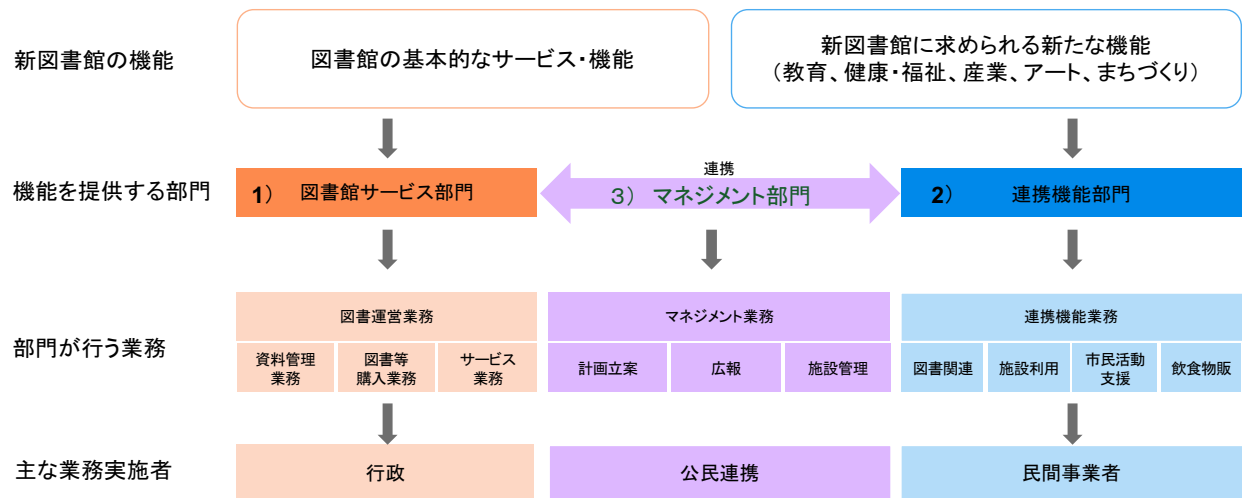 新図書館の機能
図書館の基本的なサービス・機能
新図書館に求められる新たな機能
（教育、健康・福祉、産業、アート、まちづくり）
機能を提供する部門
1） 図書館サービス部門
連携
3） マネジメント部門
2） 連携機能部門
部門が行う業務
図書運営業務
資料管理
業務
図書等
購入業務
サービス
業務
マネジメント業務
計画立案
広報
施設管理
連携機能業務
図書関連
施設利用
市民活動
支援
飲食物販
主な業務実施者
行政
公民連携
民間事業者